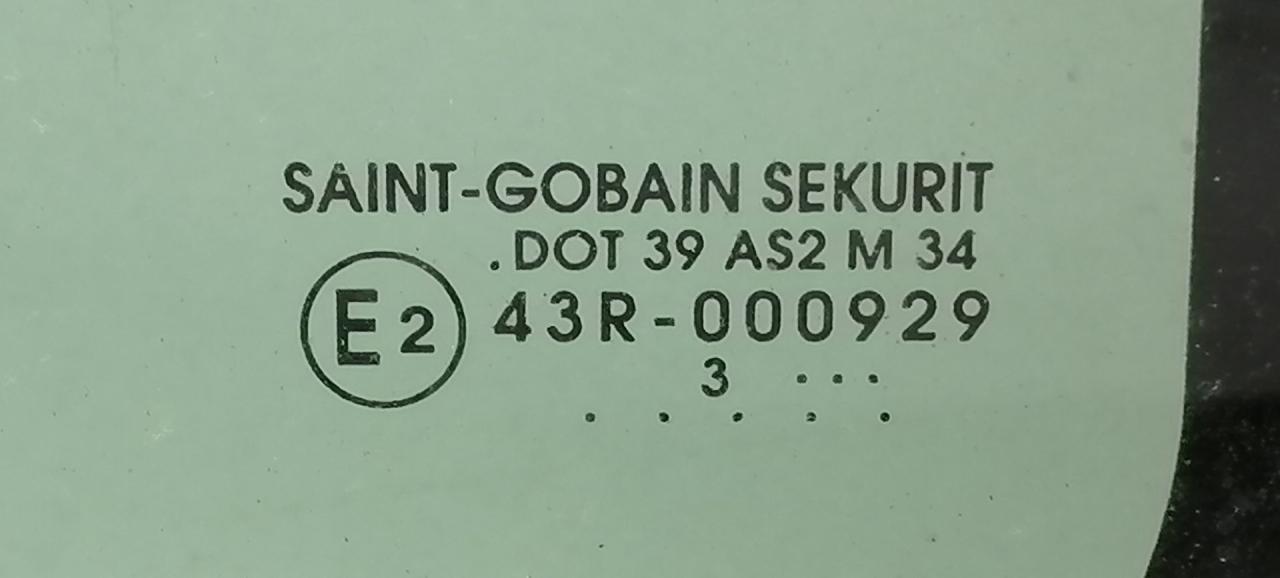 SAINT-GOBAIN SEKURIT
.DOT 39 AS2 M 34
E2 43R-000929
3 ...
. . . . .